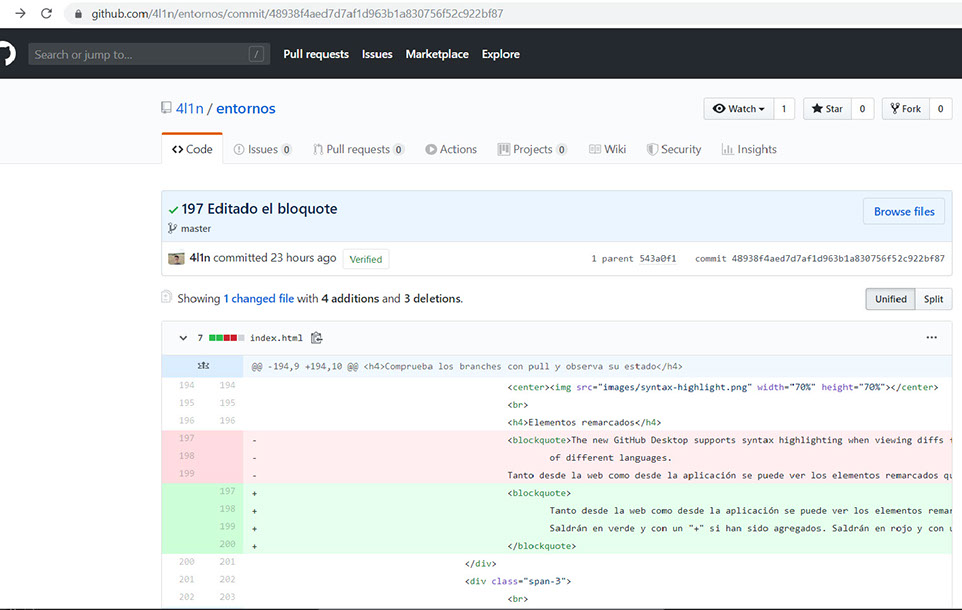 github.com/4l1n/entornos/commit/48938f4aed7d7af1d963b1a830756f52c922bf87
Search or jump to... / Pull requests Issues Marketplace Explore
4l1n / entornos Watch 1 Star 0 Fork 0
Code Issues 0 Pull requests 0 Actions Projects 0 Wiki Security Insights
197 Editado el bloquote Browse files
master
4l1n committed 23 hours ago Verified 1 parent 543a0f1 commit 48938f4aed7d7af1d963b1a830756f52c922bf87
Showing 1 changed file with 4 additions and 3 deletions. Unified Split
7 index.html ...
@@ -194,9 +194,10 @@ <h4>Comprueba los branches con pull y observa su estado</h4>
194 194 <center><img src="images/syntax-highlight.png" width="70%" height="70%"></center>
195 195 <br>
196 196 <h4>Elementos remarcados</h4>
197 - <blockquote>The new GitHub Desktop supports syntax highlighting when viewing diffs
198 - of different languages.
199 - Tanto desde la web como desde la aplicación se puede ver los elementos remarcados
197 + <blockquote>
198 + Tanto desde la web como desde la aplicación se puede ver los elementos
199 + Saldrán en verde y con un "+" si han sido agregados. Saldrán en rojo y con
200 + </blockquote>
200 201 </div>
201 202 <div class="span-3">
202 203 <br>